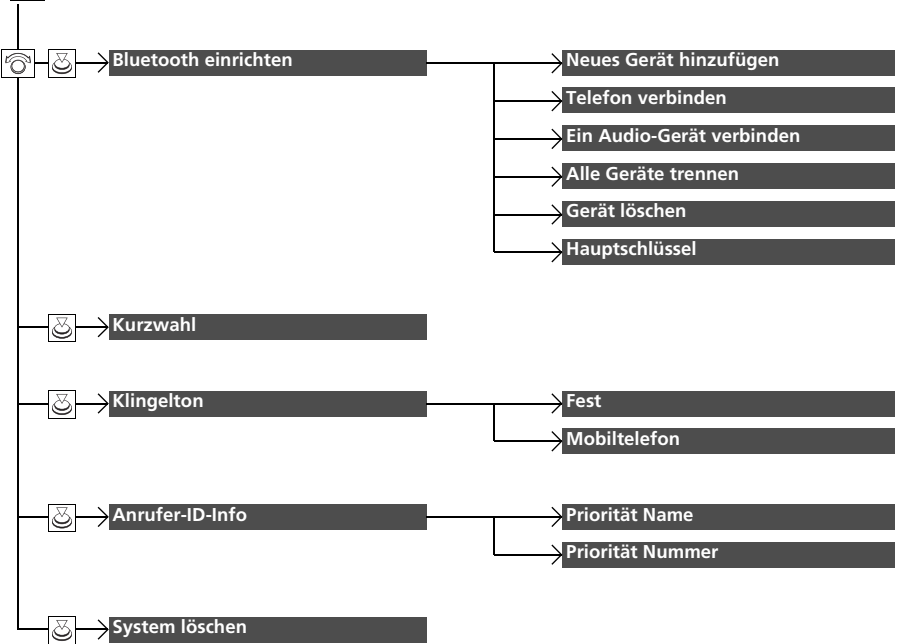 Bluetooth einrichten
Neues Gerät hinzufügen
Telefon verbinden
Ein Audio-Gerät verbinden
Alle Geräte trennen
Gerät löschen
Hauptschlüssel
Kurzwahl
Klingelton
Fest
Mobiltelefon
Anrufer-ID-Info
Priorität Name
Priorität Nummer
System löschen